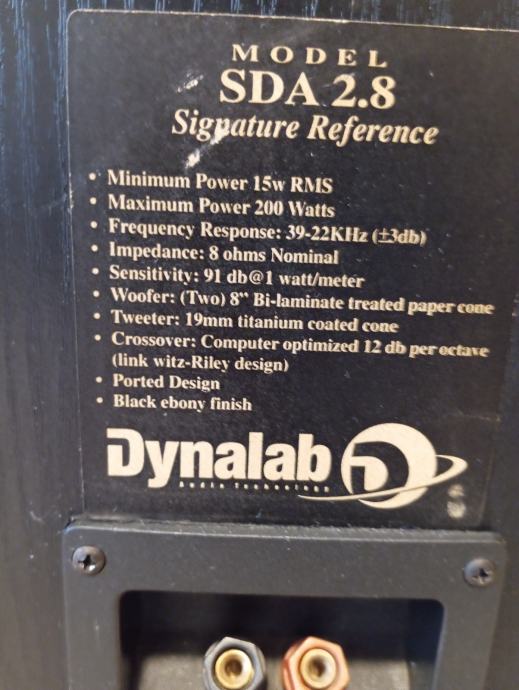 MODEL
SDA 2.8
Signature Reference
• Minimum Power 15w RMS
• Maximum Power 200 Watts
• Frequency Response: 39-22KHz (±3db)
• Impedance: 8 ohms Nominal
• Sensitivity: 91 db@1 watt/meter
• Woofer: (Two) 8” Bi-laminate treated paper cone
• Tweeter: 19mm titanium coated cone
• Crossover: Computer optimized 12 db per octave
(link witz-Riley design)
• Ported Design
• Black ebony finish
Dynalab
Audio Technology